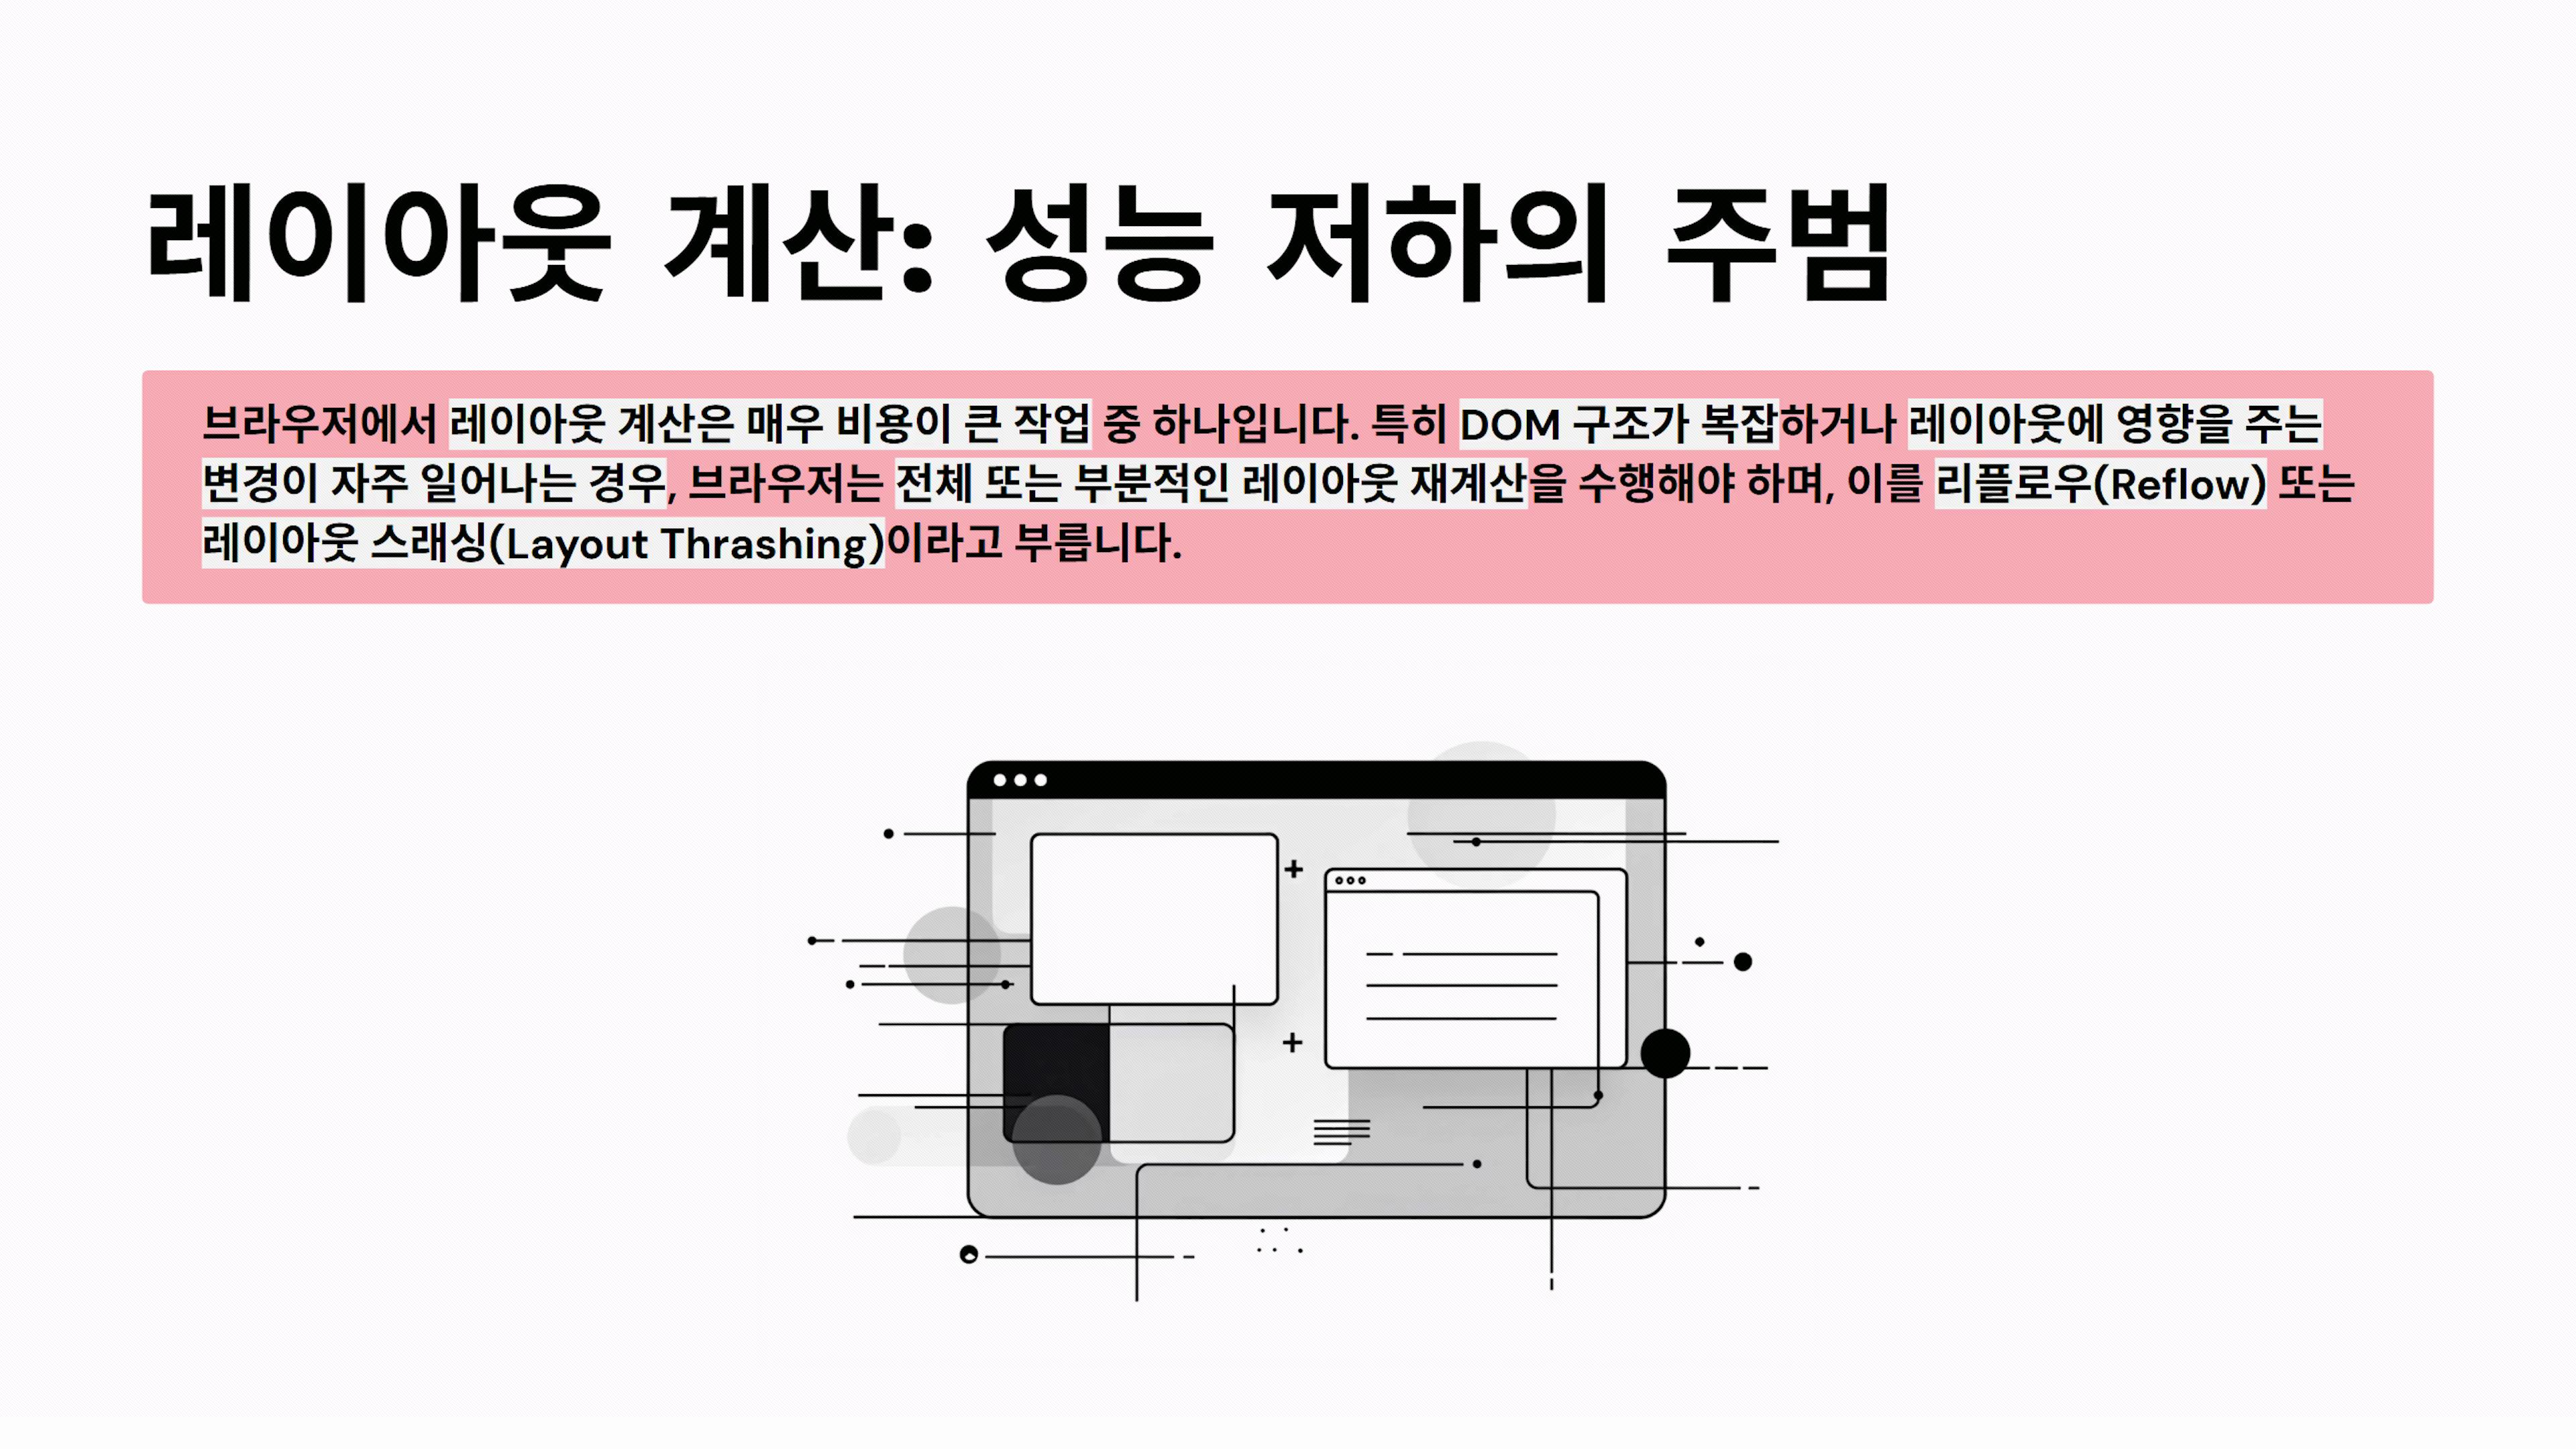 레이아웃 계산: 성능 저하의 주범
브라우저에서 레이아웃 계산은 매우 비용이 큰 작업 중 하나입니다. 특히 DOM 구조가 복잡하거나 레이아웃에 영향을 주는
변경이 자주 일어나는 경우, 브라우저는 전체 또는 부분적인 레이아웃 재계산을 수행해야 하며, 이를 리플로우(Reflow) 또는
레이아웃 스래싱(Layout Thrashing)이라고 부릅니다.